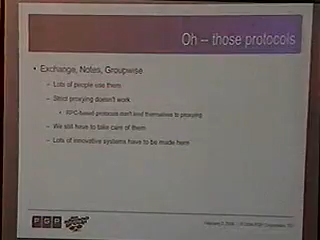 Oh – those protocols
• Exchange, Notes, Groupwise
– Lots of people use them
– Strict proxying doesn't work
• RPC-based protocols don't lend themselves to proxying
– We still have to take care of them
– Lots of innovative systems have to be made here
PGP